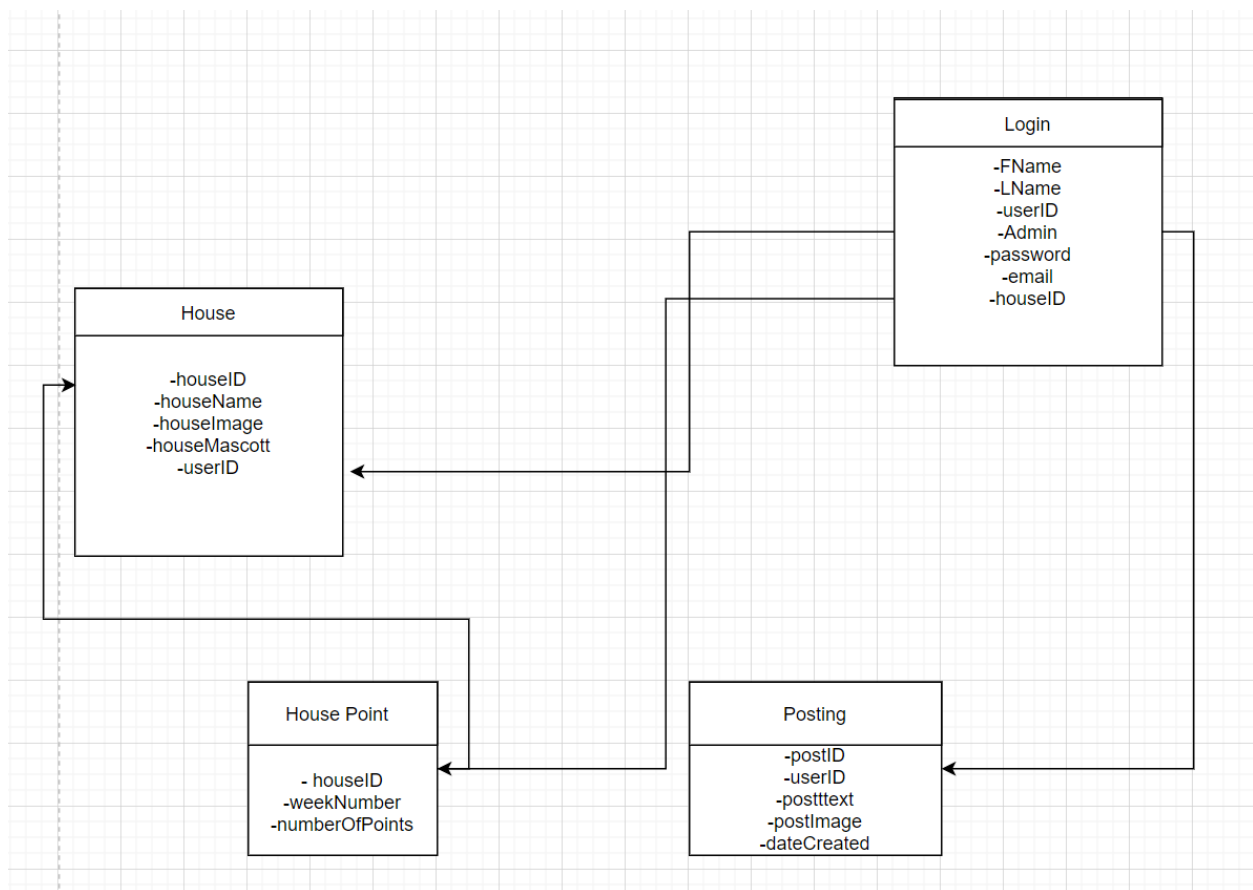 Login
-FName
-LName
-userID
-Admin
-password
-email
-houseID
House
-houseID
-houseName
-houseImage
-houseMascott
-userID
House Point
- houseID
-weekNumber
-numberOfPoints
Posting
-postID
-userID
-postttext
-postImage
-dateCreated